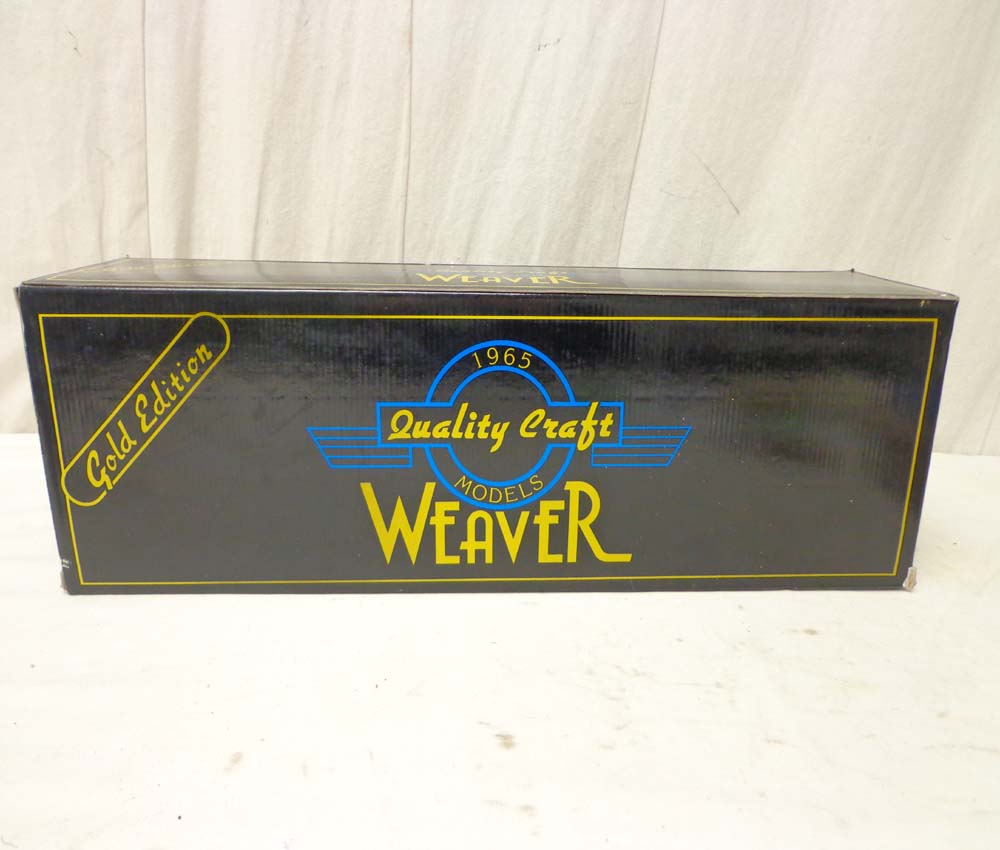 WEAVER
Gold Edition
1965
Quality Craft
MODELS
WEAVER